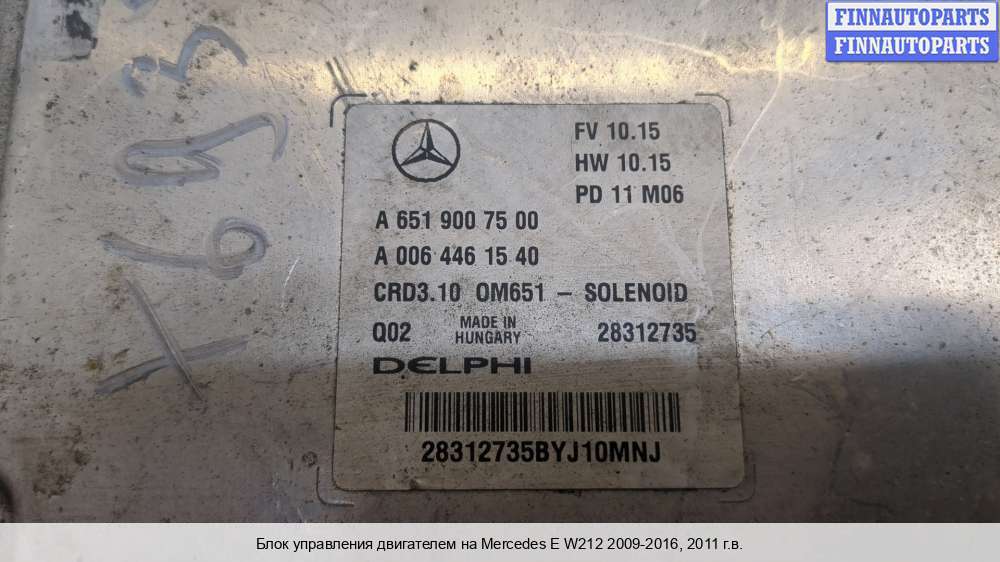 FINNAUTOPARTS
FINNAUTOPARTS
FV 10.15
HW 10.15
PD 11 M06
A 651 900 75 00
A 006 446 15 40
CRD3.10 OM651 – SOLENOID
Q02 MADE IN HUNGARY 28312735
DELPHI
28312735BYJ10MNJ
Блок управления двигателем на Mercedes E W212 2009-2016, 2011 г.в.